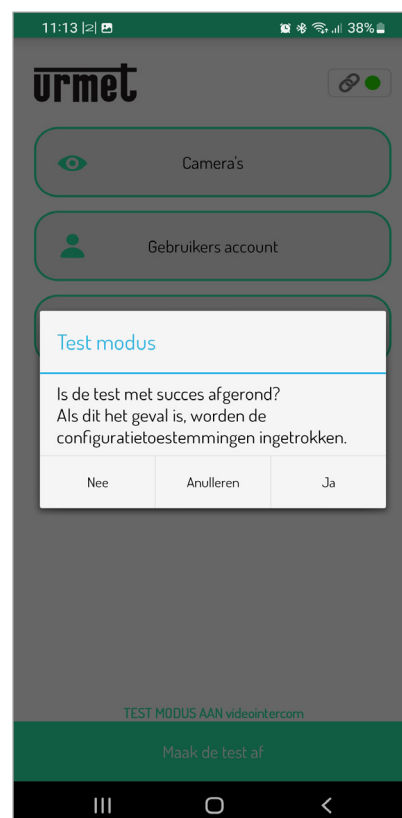 11:13 38%
urmet
Camera's
Gebruikers account
Test modus
Is de test met succes afgerond?
Als dit het geval is, worden de
configuratietoestemmingen ingetrokken.
Nee Anulleren Ja
TEST MODUS AAN videointercom
Maak de test af